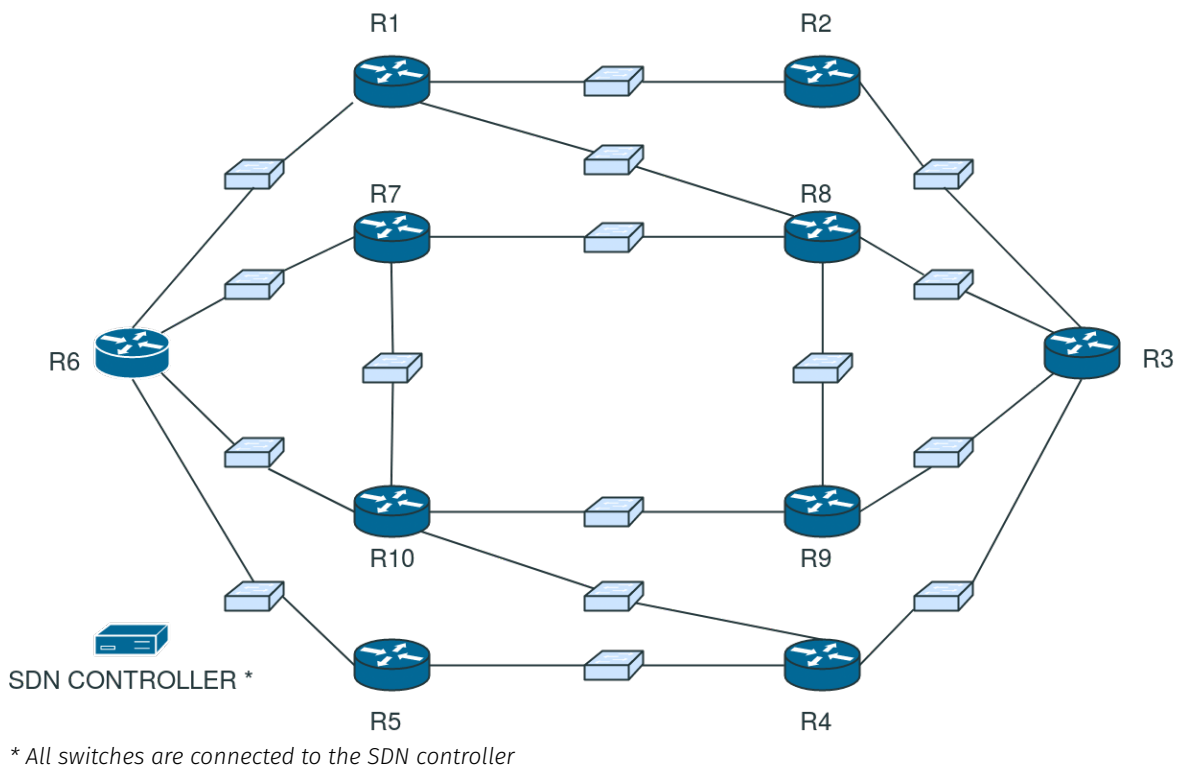 R1
R2
R7
R8
R6
R3
R10
R9
SDN CONTROLLER *
R5
R4
* All switches are connected to the SDN controller